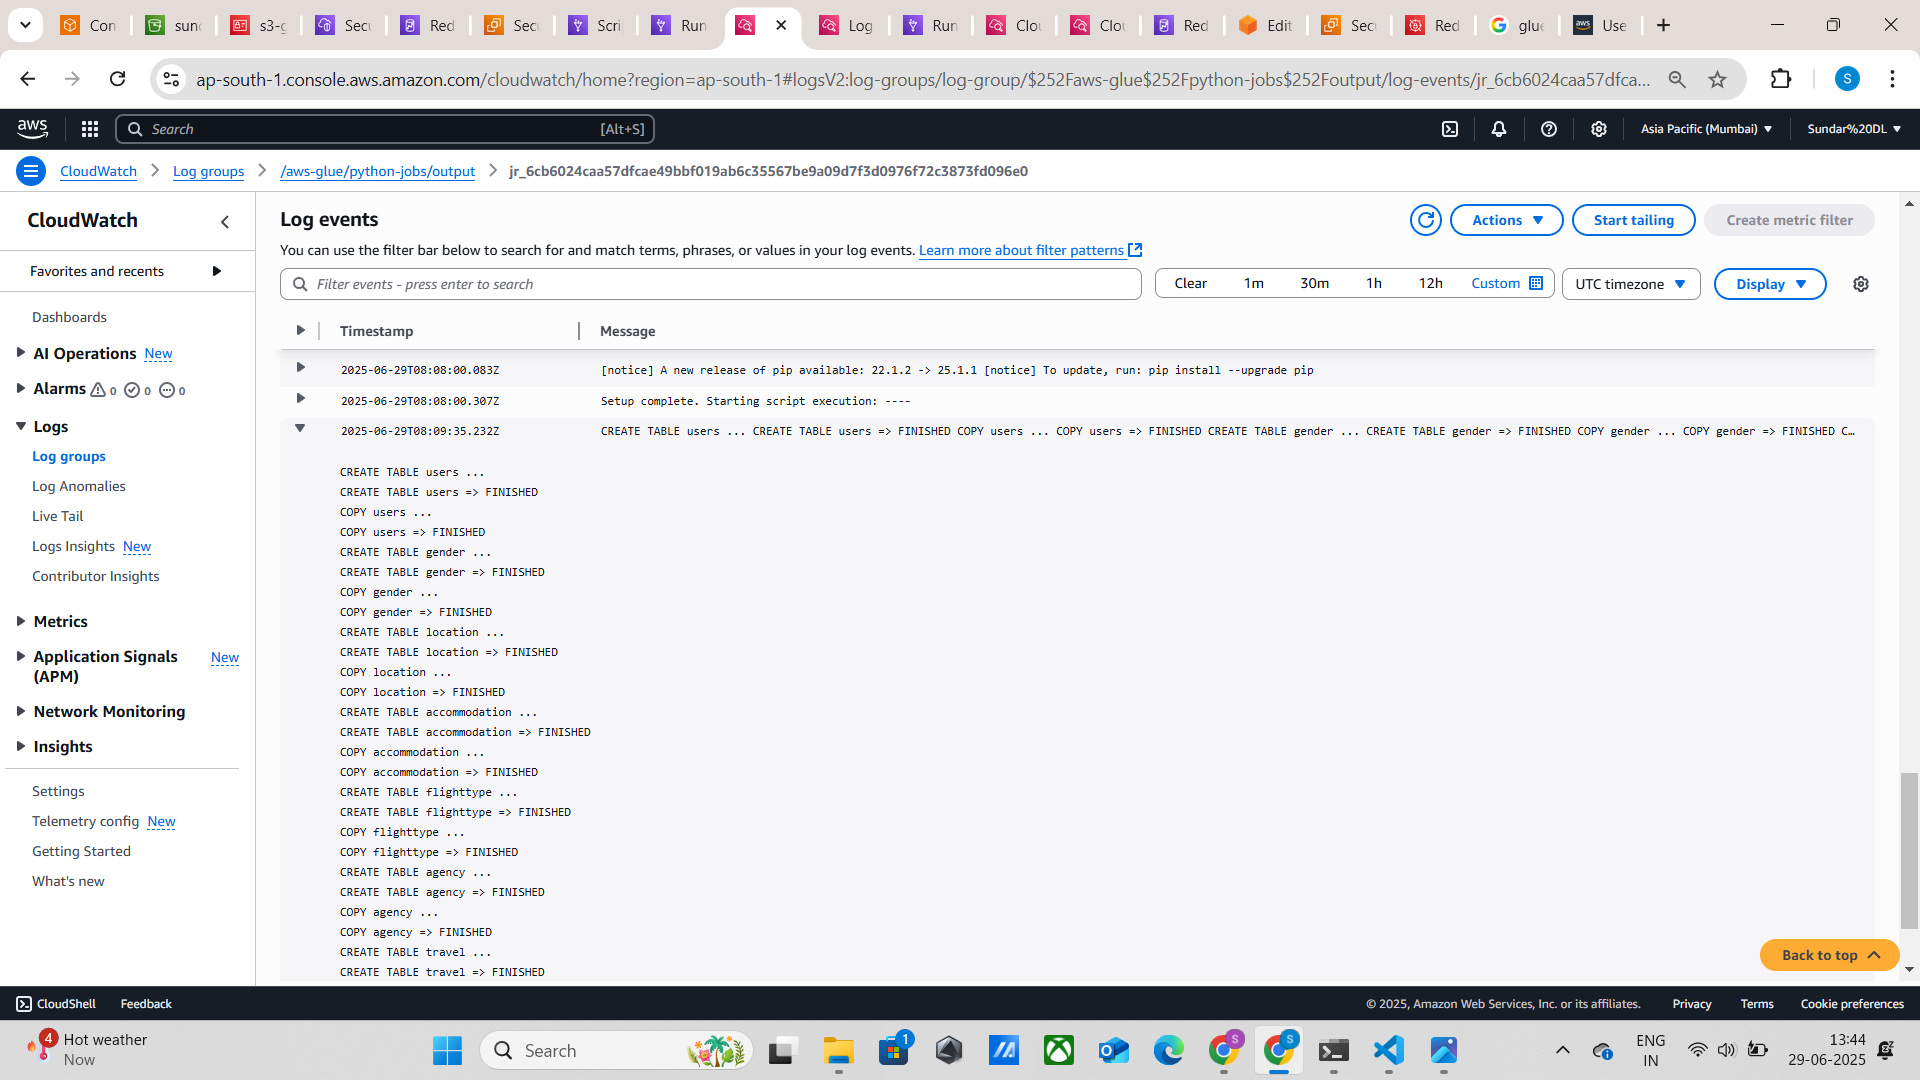 Con
sun
s3-g
Secu
Red
Secu
Scri
Run
Log
Run
Clou
Clou
Red
Edit
Secu
Red
glue
aws
Use
ap-south-1.console.aws.amazon.com/cloudwatch/home?region=ap-south-1#logsV2:log-groups/log-group/$252Faws-glue$252Fpython-jobs$252Foutput/log-events/jr_6cb6024caa57dfca...
S
aws
Search
[Alt+S]
Asia Pacific (Mumbai)
Sundar%20DL
CloudWatch
Log groups
/aws-glue/python-jobs/output
jr_6cb6024caa57dfcae49bbf019ab6c35567be9a09d7f3d0976f72c3873fd096e0
CloudWatch
Favorites and recents
Dashboards
AI Operations New
Alarms 0 0 0
Logs
Log groups
Log Anomalies
Live Tail
Logs Insights New
Contributor Insights
Metrics
Application Signals (APM) New
Network Monitoring
Insights
Settings
Telemetry config New
Getting Started
What's new
Log events
Actions
Start tailing
Create metric filter
You can use the filter bar below to search for and match terms, phrases, or values in your log events. Learn more about filter patterns
Filter events - press enter to search
Clear 1m 30m 1h 12h Custom
UTC timezone
Display
Timestamp Message
2025-06-29T08:08:00.083Z [notice] A new release of pip available: 22.1.2 -> 25.1.1 [notice] To update, run: pip install --upgrade pip
2025-06-29T08:08:00.307Z Setup complete. Starting script execution: ----
2025-06-29T08:09:35.232Z CREATE TABLE users ... CREATE TABLE users => FINISHED COPY users ... COPY users => FINISHED CREATE TABLE gender ... CREATE TABLE gender => FINISHED COPY gender ... COPY gender => FINISHED C…
CREATE TABLE users ...
CREATE TABLE users => FINISHED
COPY users ...
COPY users => FINISHED
CREATE TABLE gender ...
CREATE TABLE gender => FINISHED
COPY gender ...
COPY gender => FINISHED
CREATE TABLE location ...
CREATE TABLE location => FINISHED
COPY location ...
COPY location => FINISHED
CREATE TABLE accommodation ...
CREATE TABLE accommodation => FINISHED
COPY accommodation ...
COPY accommodation => FINISHED
CREATE TABLE flighttype ...
CREATE TABLE flighttype => FINISHED
COPY flighttype ...
COPY flighttype => FINISHED
CREATE TABLE agency ...
CREATE TABLE agency => FINISHED
COPY agency ...
COPY agency => FINISHED
CREATE TABLE travel ...
CREATE TABLE travel => FINISHED
Back to top
CloudShell
Feedback
© 2025, Amazon Web Services, Inc. or its affiliates.
Privacy
Terms
Cookie preferences
4
Hot weather
Now
Search
1
S
S
ENG
IN
13:44
29-06-2025